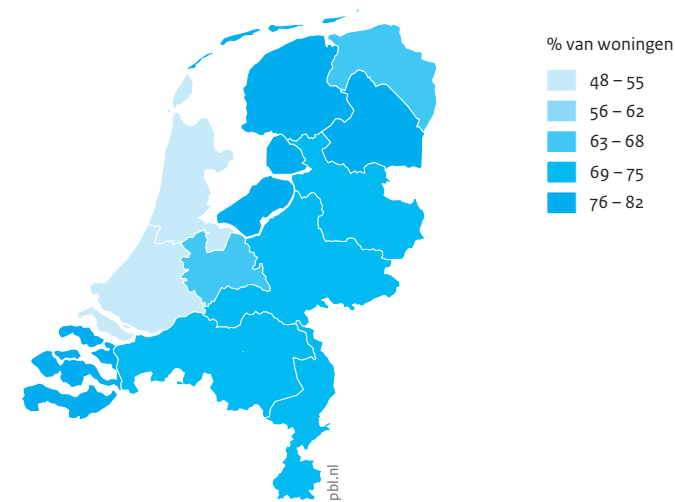 % van woningen
48 – 55
56 – 62
63 – 68
69 – 75
76 – 82
pbl.nl